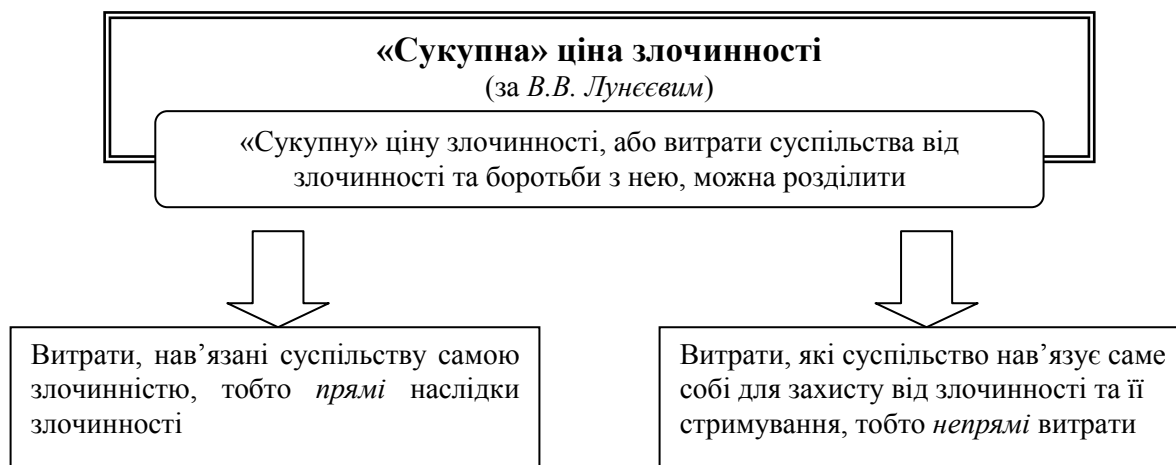 «Сукупна» ціна злочинності
(за В.В. Лунєєвим)
«Сукупну» ціну злочинності, або витрати суспільства від
злочинності та боротьби з нею, можна розділити
Витрати, нав’язані суспільству самою
злочинністю, тобто прямі наслідки
злочинності
Витрати, які суспільство нав’язує саме
собі для захисту від злочинності та її
стримування, тобто непрямі витрати